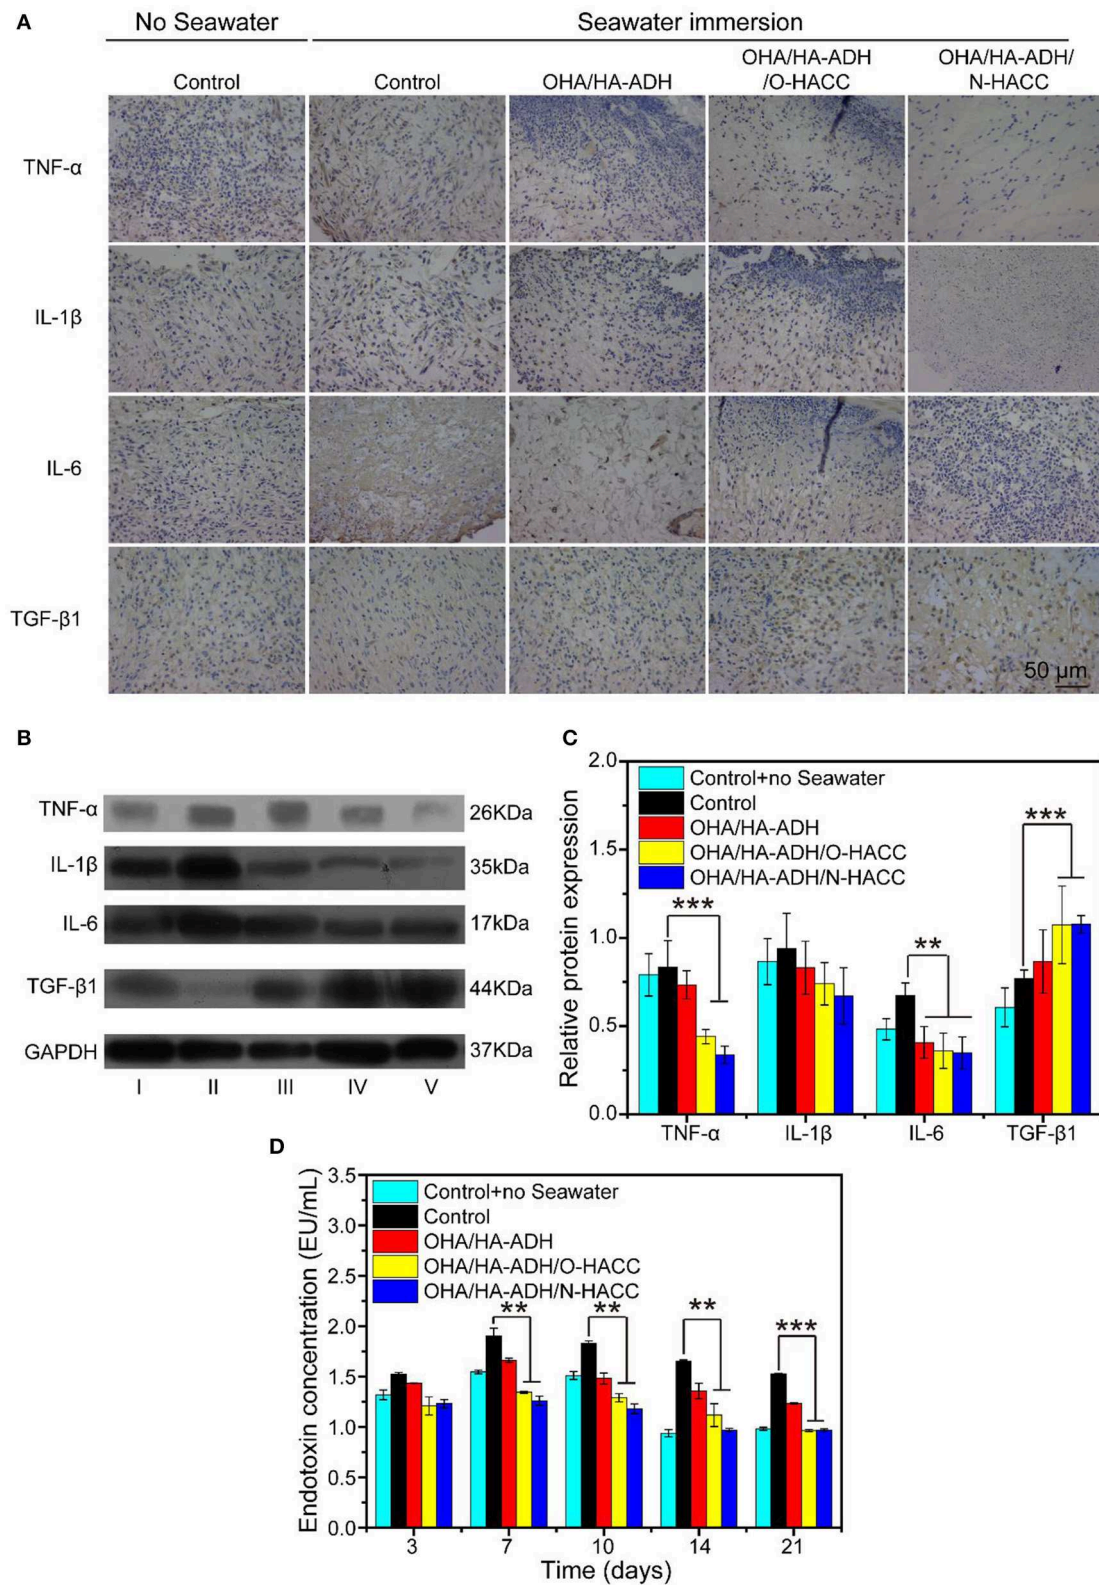 A
No Seawater
Seawater immersion
Control
Control
OHA/HA-ADH
OHA/HA-ADH
/O-HACC
OHA/HA-ADH/
N-HACC
TNF-α
IL-1β
IL-6
TGF-β1
50 µm
B
TNF-α
26KDa
IL-1β
35kDa
IL-6
17kDa
TGF-β1
44KDa
GAPDH
37KDa
I II III IV V
C
Relative protein expression
2.0
1.5
1.0
0.5
0.0
Control+no Seawater
Control
OHA/HA-ADH
OHA/HA-ADH/O-HACC
OHA/HA-ADH/N-HACC
***
**
***
TNF-α IL-1β IL-6 TGF-β1
D
Endotoxin concentration (EU/mL)
3.5
3.0
2.5
2.0
1.5
1.0
0.5
0.0
Control+no Seawater
Control
OHA/HA-ADH
OHA/HA-ADH/O-HACC
OHA/HA-ADH/N-HACC
** ** ** ***
3 7 10 14 21
Time (days)